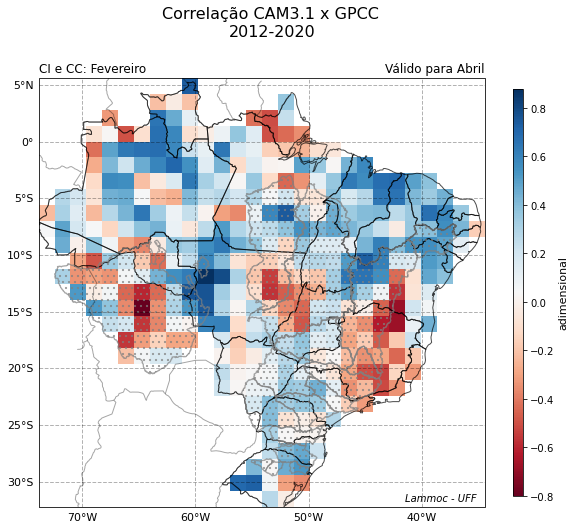 Correlação CAM3.1 x GPCC
2012-2020
CI e CC: Fevereiro
Válido para Abril
5°N
0°
5°S
10°S
15°S
20°S
25°S
30°S
70°W
60°W
50°W
40°W
Lammoc - UFF
0.8
0.6
0.4
0.2
0.0
−0.2
−0.4
−0.6
−0.8
adimensional